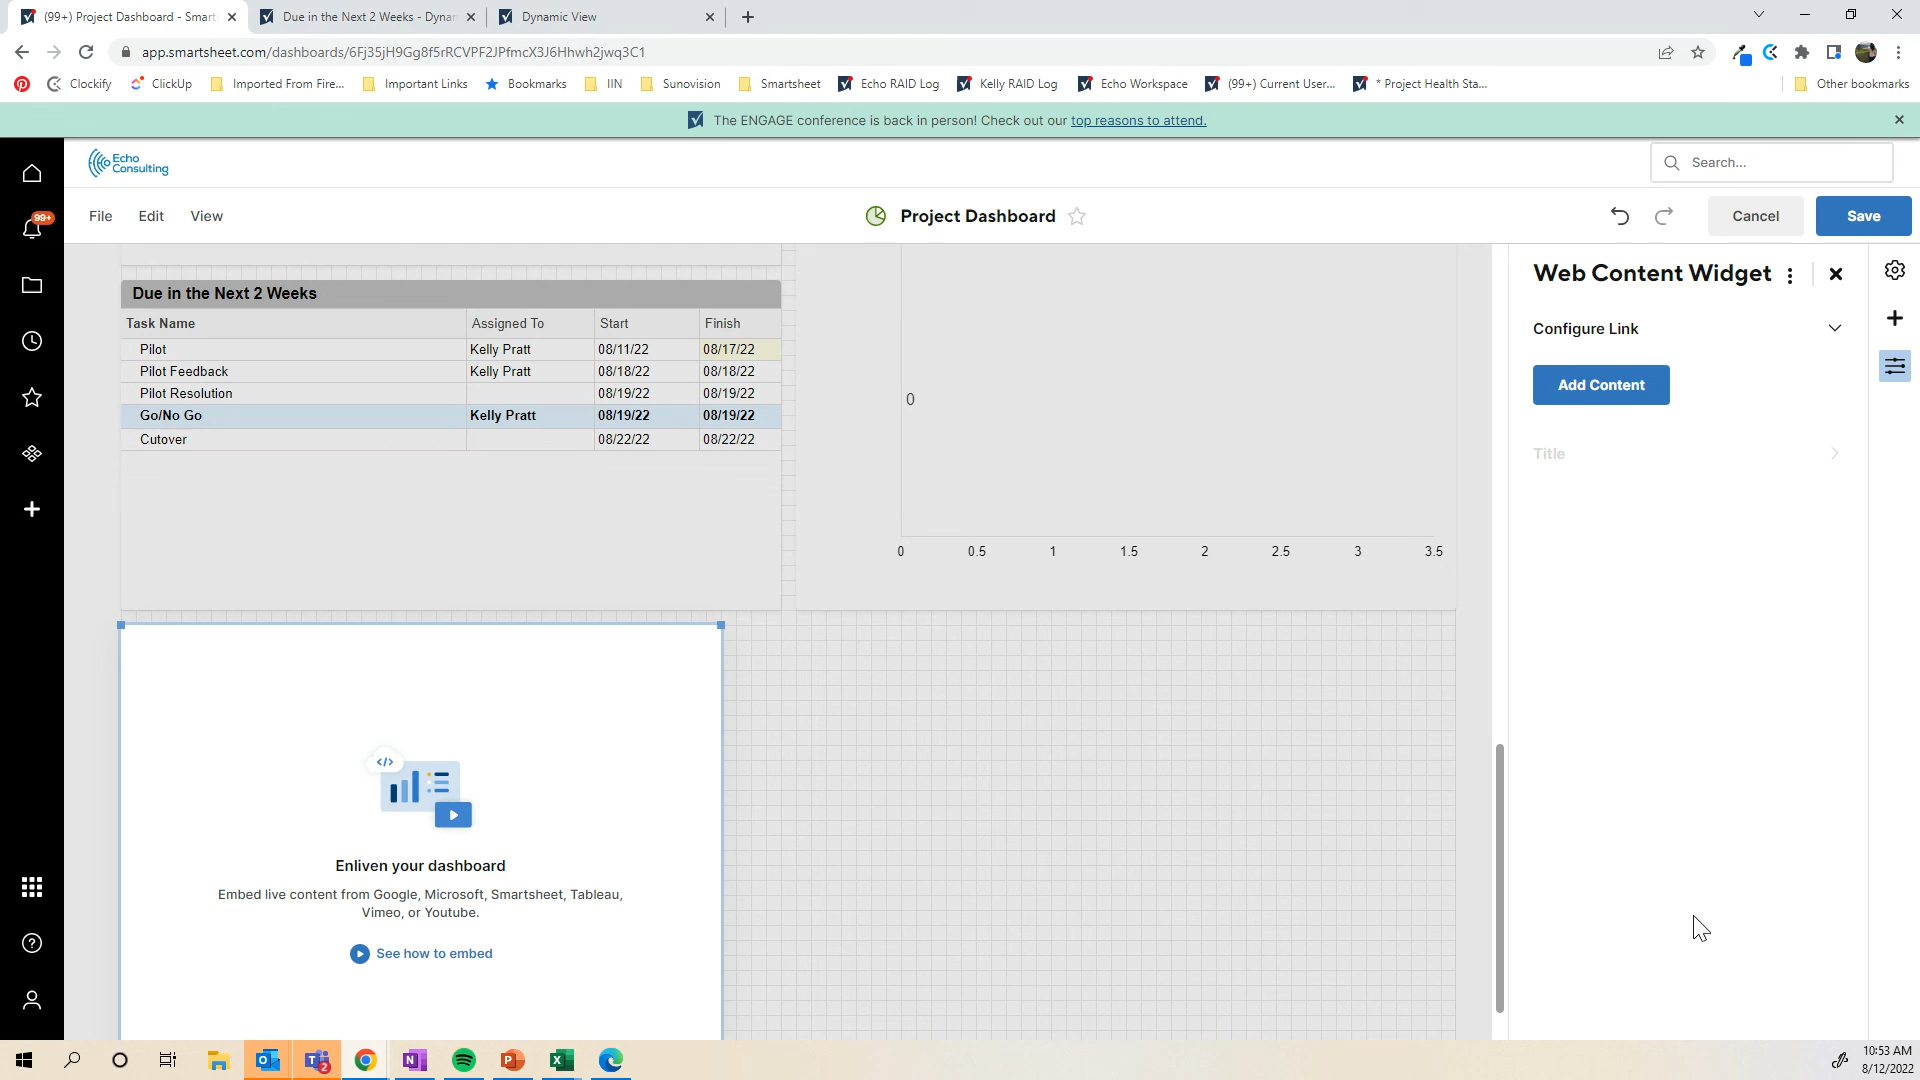 (99+) Project Dashboard - Smarts
Due in the Next 2 Weeks - Dynam
Dynamic View
app.smartsheet.com/dashboards/6Fj35jH9Gg8f5rRCVPF2JPfmcX3J6Hhwh2jwq3C1
Clockify
ClickUp
Imported From Fire...
Important Links
Bookmarks
IIN
Sunovision
Smartsheet
Echo RAID Log
Kelly RAID Log
Echo Workspace
(99+) Current User...
* Project Health Sta...
Other bookmarks
The ENGAGE conference is back in person! Check out our top reasons to attend.
Echo
Consulting
Search...
99+
File Edit View
Project Dashboard
Cancel
Save
Due in the Next 2 Weeks
Task Name Assigned To Start Finish
Pilot Kelly Pratt 08/11/22 08/17/22
Pilot Feedback Kelly Pratt 08/18/22 08/18/22
Pilot Resolution 08/19/22 08/19/22
Go/No Go Kelly Pratt 08/19/22 08/19/22
Cutover 08/22/22 08/22/22
0
0 0.5 1 1.5 2 2.5 3 3.5
Enliven your dashboard
Embed live content from Google, Microsoft, Smartsheet, Tableau,
Vimeo, or Youtube.
See how to embed
Web Content Widget
Configure Link
Add Content
Title
2
10:53 AM
8/12/2022